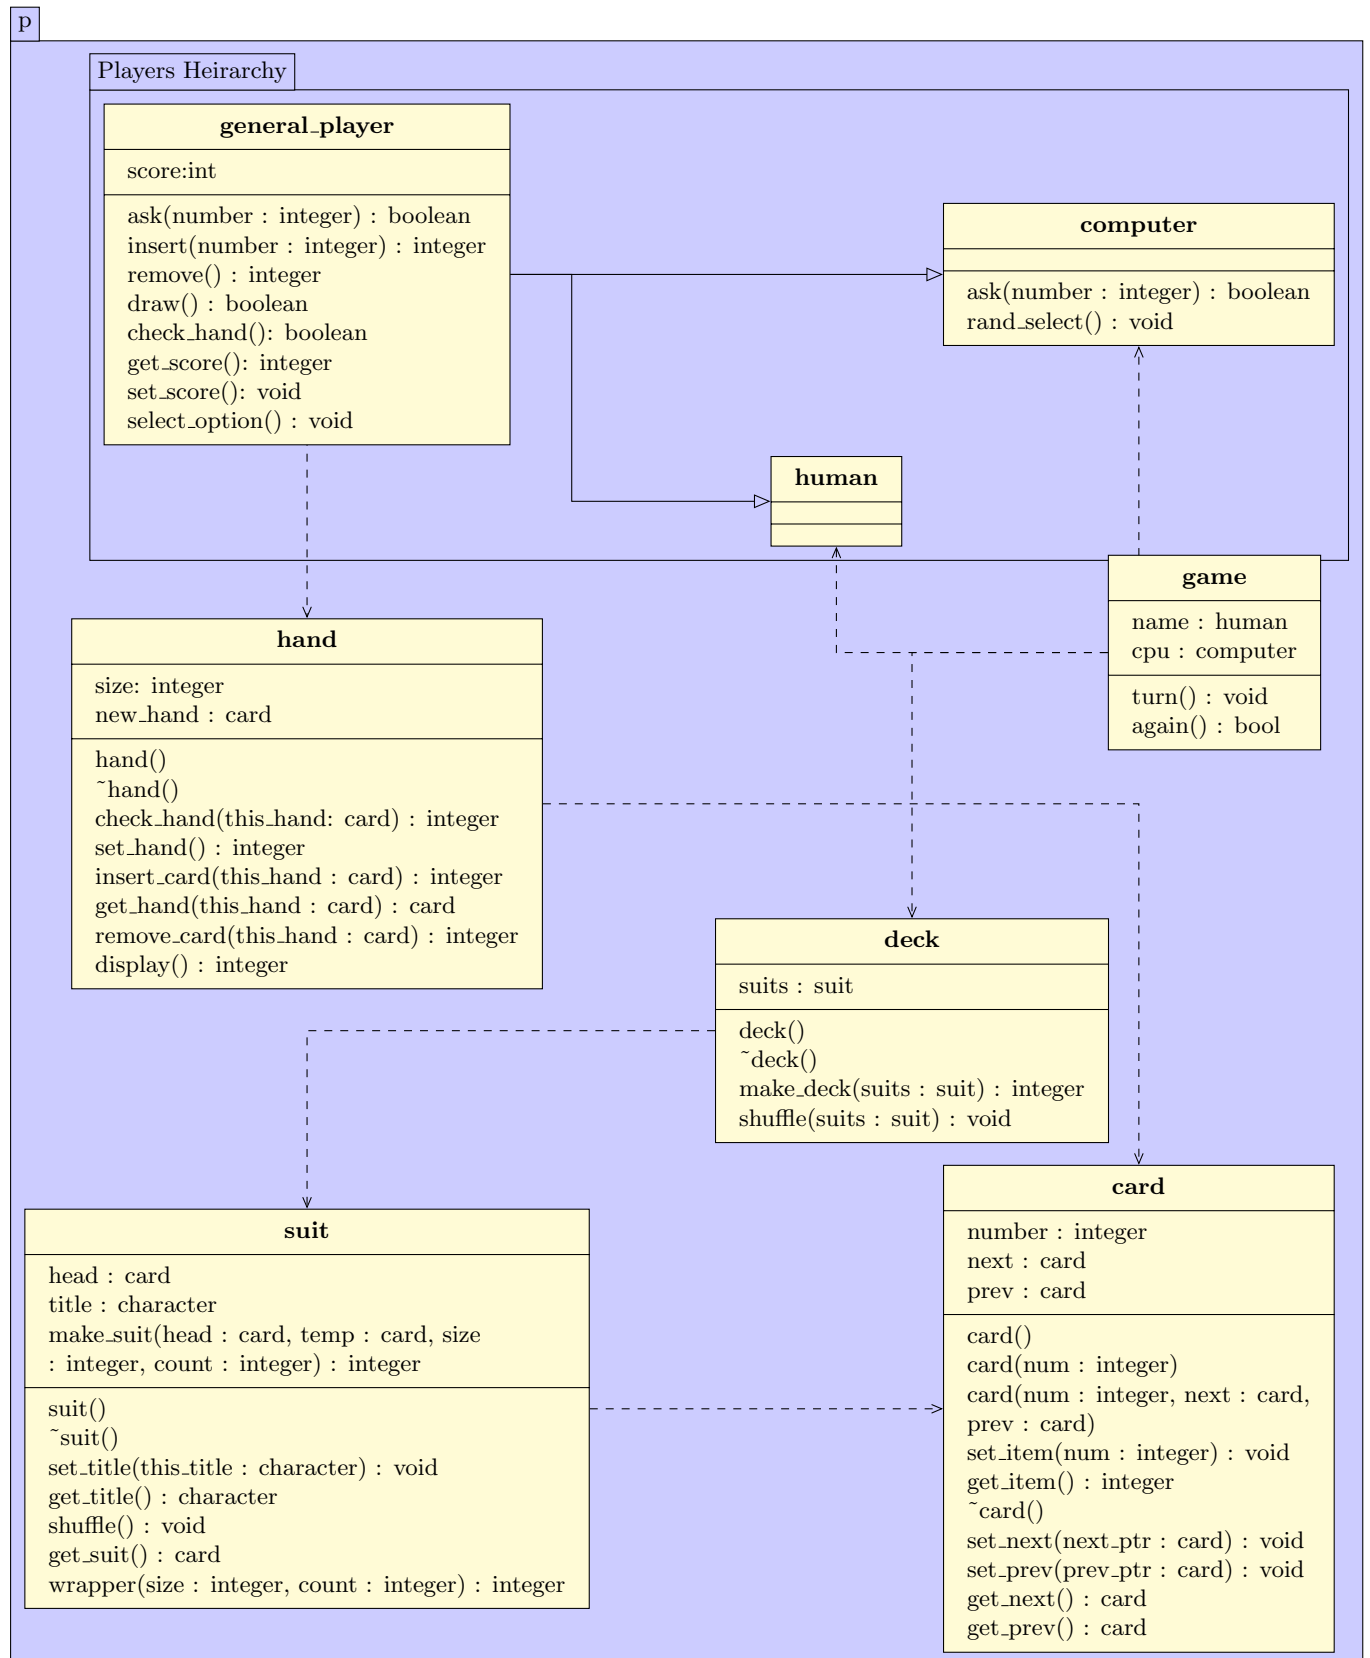 p
Players Heirarchy
general_player
score:int
ask(number : integer) : boolean
insert(number : integer) : integer
remove() : integer
draw() : boolean
check_hand(): boolean
get_score(): integer
set_score(): void
select_option() : void
computer
ask(number : integer) : boolean
rand_select() : void
human
game
name : human
cpu : computer
turn() : void
again() : bool
hand
size: integer
new_hand : card
hand()
~hand()
check_hand(this_hand: card) : integer
set_hand() : integer
insert_card(this_hand : card) : integer
get_hand(this_hand : card) : card
remove_card(this_hand : card) : integer
display() : integer
deck
suits : suit
deck()
~deck()
make_deck(suits : suit) : integer
shuffle(suits : suit) : void
suit
head : card
title : character
make_suit(head : card, temp : card, size
: integer, count : integer) : integer
suit()
~suit()
set_title(this_title : character) : void
get_title() : character
shuffle() : void
get_suit() : card
wrapper(size : integer, count : integer) : integer
card
number : integer
next : card
prev : card
card()
card(num : integer)
card(num : integer, next : card,
prev : card)
set_item(num : integer) : void
get_item() : integer
~card()
set_next(next_ptr : card) : void
set_prev(prev_ptr : card) : void
get_next() : card
get_prev() : card